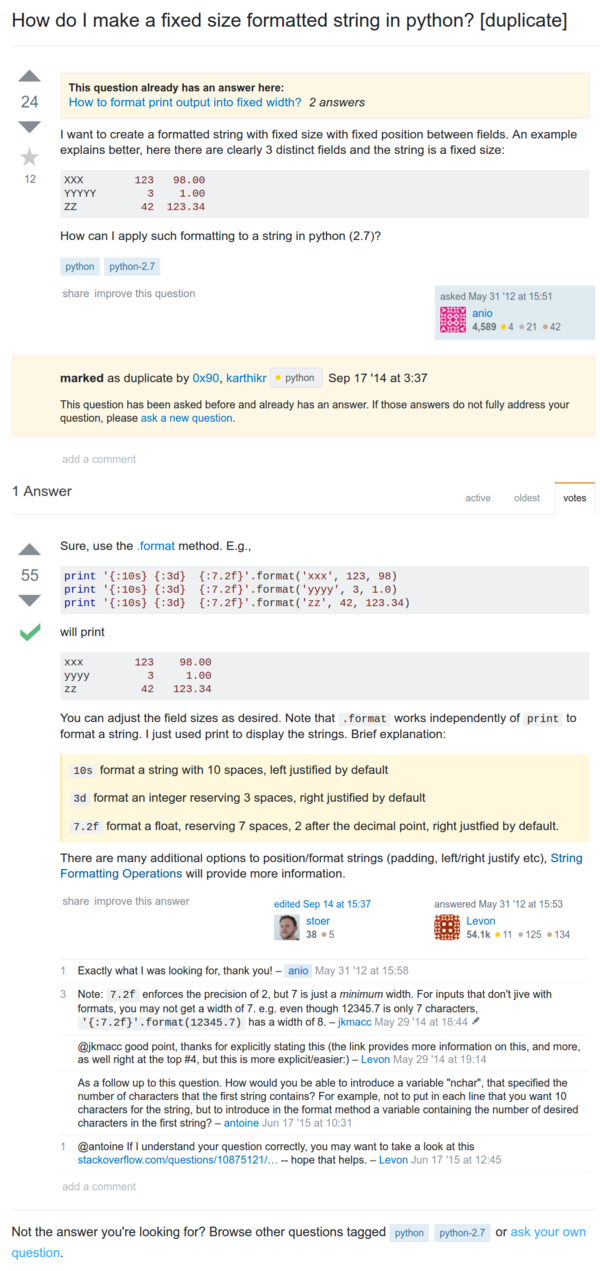 How do I make a fixed size formatted string in python? [duplicate]
24
12
This question already has an answer here:
How to format print output into fixed width? 2 answers
I want to create a formatted string with fixed size with fixed position between fields. An example
explains better, here there are clearly 3 distinct fields and the string is a fixed size:
XXX        123   98.00
YYYYY        3    1.00
ZZ          42  123.34
How can I apply such formatting to a string in python (2.7)?
python python-2.7
share improve this question
asked May 31 '12 at 15:51
anio
4,589 4 21 42
marked as duplicate by 0x90, karthikr python Sep 17 '14 at 3:37
This question has been asked before and already has an answer. If those answers do not fully address your
question, please ask a new question.
add a comment
1 Answer
active oldest votes
55
Sure, use the .format method. E.g.,
print '{:10s} {:3d}  {:7.2f}'.format('xxx', 123, 98)
print '{:10s} {:3d}  {:7.2f}'.format('yyyy', 3, 1.0)
print '{:10s} {:3d}  {:7.2f}'.format('zz', 42, 123.34)
will print
xxx        123    98.00
yyyy         3     1.00
zz          42   123.34
You can adjust the field sizes as desired. Note that .format works independently of print to
format a string. I just used print to display the strings. Brief explanation:
10s format a string with 10 spaces, left justified by default
3d format an integer reserving 3 spaces, right justified by default
7.2f format a float, reserving 7 spaces, 2 after the decimal point, right justfied by default.
There are many additional options to position/format strings (padding, left/right justify etc), String
Formatting Operations will provide more information.
share improve this answer
edited Sep 14 at 15:37
stoer
38 5
answered May 31 '12 at 15:53
Levon
54.1k 11 125 134
1 Exactly what I was looking for, thank you! – anio May 31 '12 at 15:58
3 Note: 7.2f enforces the precision of 2, but 7 is just a minimum width. For inputs that don't jive with
formats, you may not get a width of 7. e.g. even though 12345.7 is only 7 characters,
'{:7.2f}'.format(12345.7) has a width of 8. – jkmacc May 29 '14 at 18:44
@jkmacc good point, thanks for explicitly stating this (the link provides more information on this, and more,
as well right at the top #4, but this is more explicit/easier:) – Levon May 29 '14 at 19:14
As a follow up to this question. How would you be able to introduce a variable "nchar", that specified the
number of characters that the first string contains? For example, not to put in each line that you want 10
characters for the string, but to introduce in the format method a variable containing the number of desired
characters in the first string? – antoine Jun 17 '15 at 10:31
1 @antoine If I understand your question correctly, you may want to take a look at this
stackoverflow.com/questions/10875121/… -- hope that helps. – Levon Jun 17 '15 at 12:45
add a comment
Not the answer you're looking for? Browse other questions tagged python python-2.7 or ask your own
question.